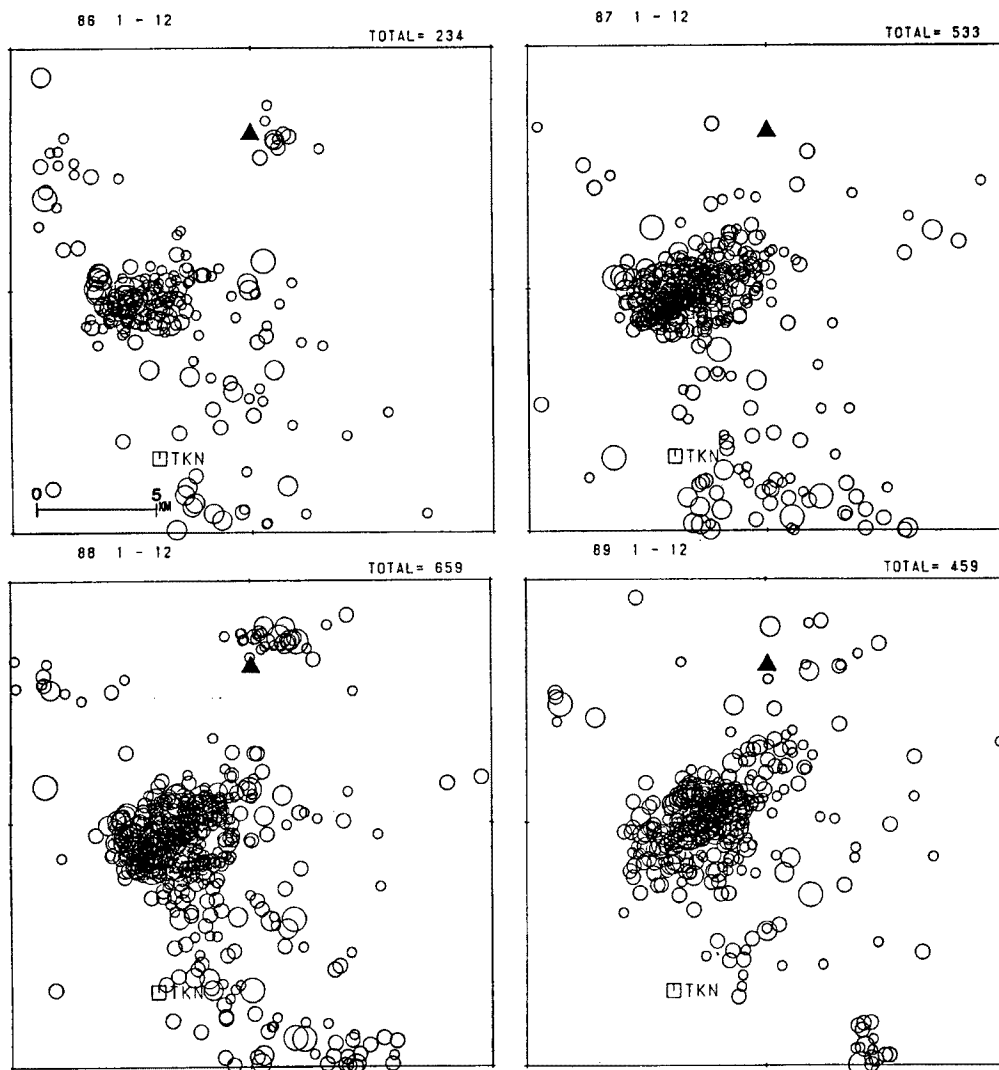 86 1 - 12
TOTAL= 234
87 1 - 12
TOTAL= 533
TKN
0 5
KM
TKN
88 1 - 12
TOTAL= 659
89 1 - 12
TOTAL= 459
TKN
TKN